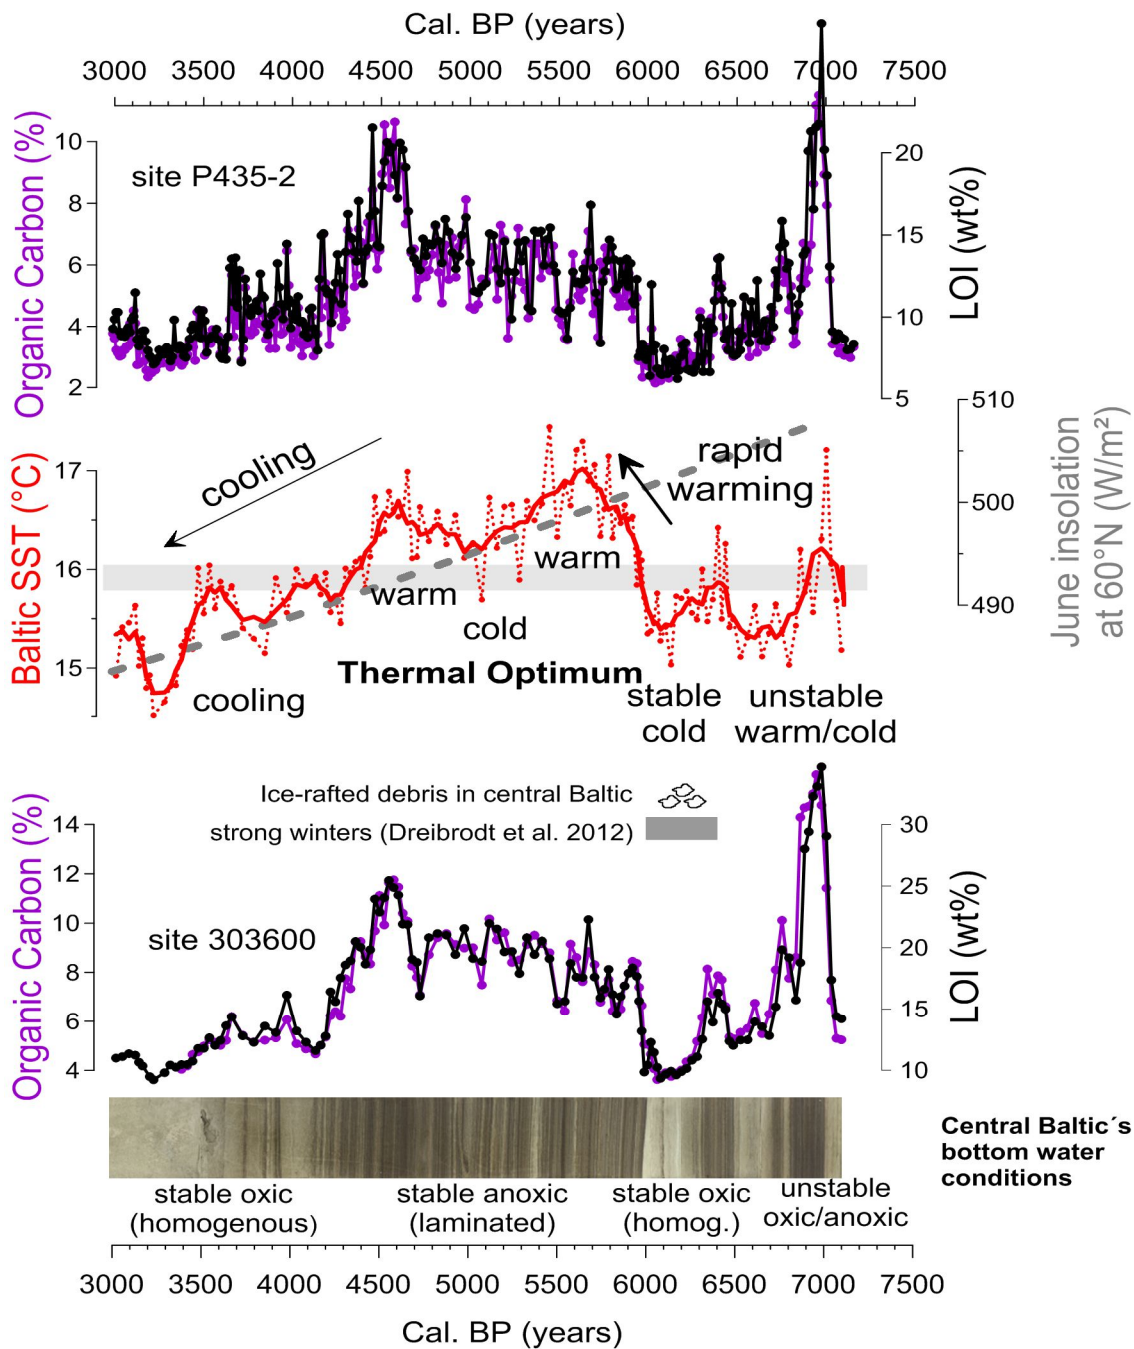 Cal. BP (years)
3000 3500 4000 4500 5000 5500 6000 6500 7000 7500
Organic Carbon (%)
10
8
6
4
2
site P435-2
20
15
10
5
LOI (wt%)
Baltic SST (°C)
17
16
15
cooling
rapid
warming
warm
warm
cold
Thermal Optimum
cooling
stable
cold
unstable
warm/cold
510
500
490
June insolation
at 60°N (W/m²)
Ice-rafted debris in central Baltic
strong winters (Dreibrodt et al. 2012)
Organic Carbon (%)
14
12
10
8
6
4
site 303600
30
25
20
15
10
LOI (wt%)
Central Baltic´s
bottom water
conditions
stable oxic
(homogenous)
stable anoxic
(laminated)
stable oxic
(homog.)
unstable
oxic/anoxic
3000 3500 4000 4500 5000 5500 6000 6500 7000 7500
Cal. BP (years)